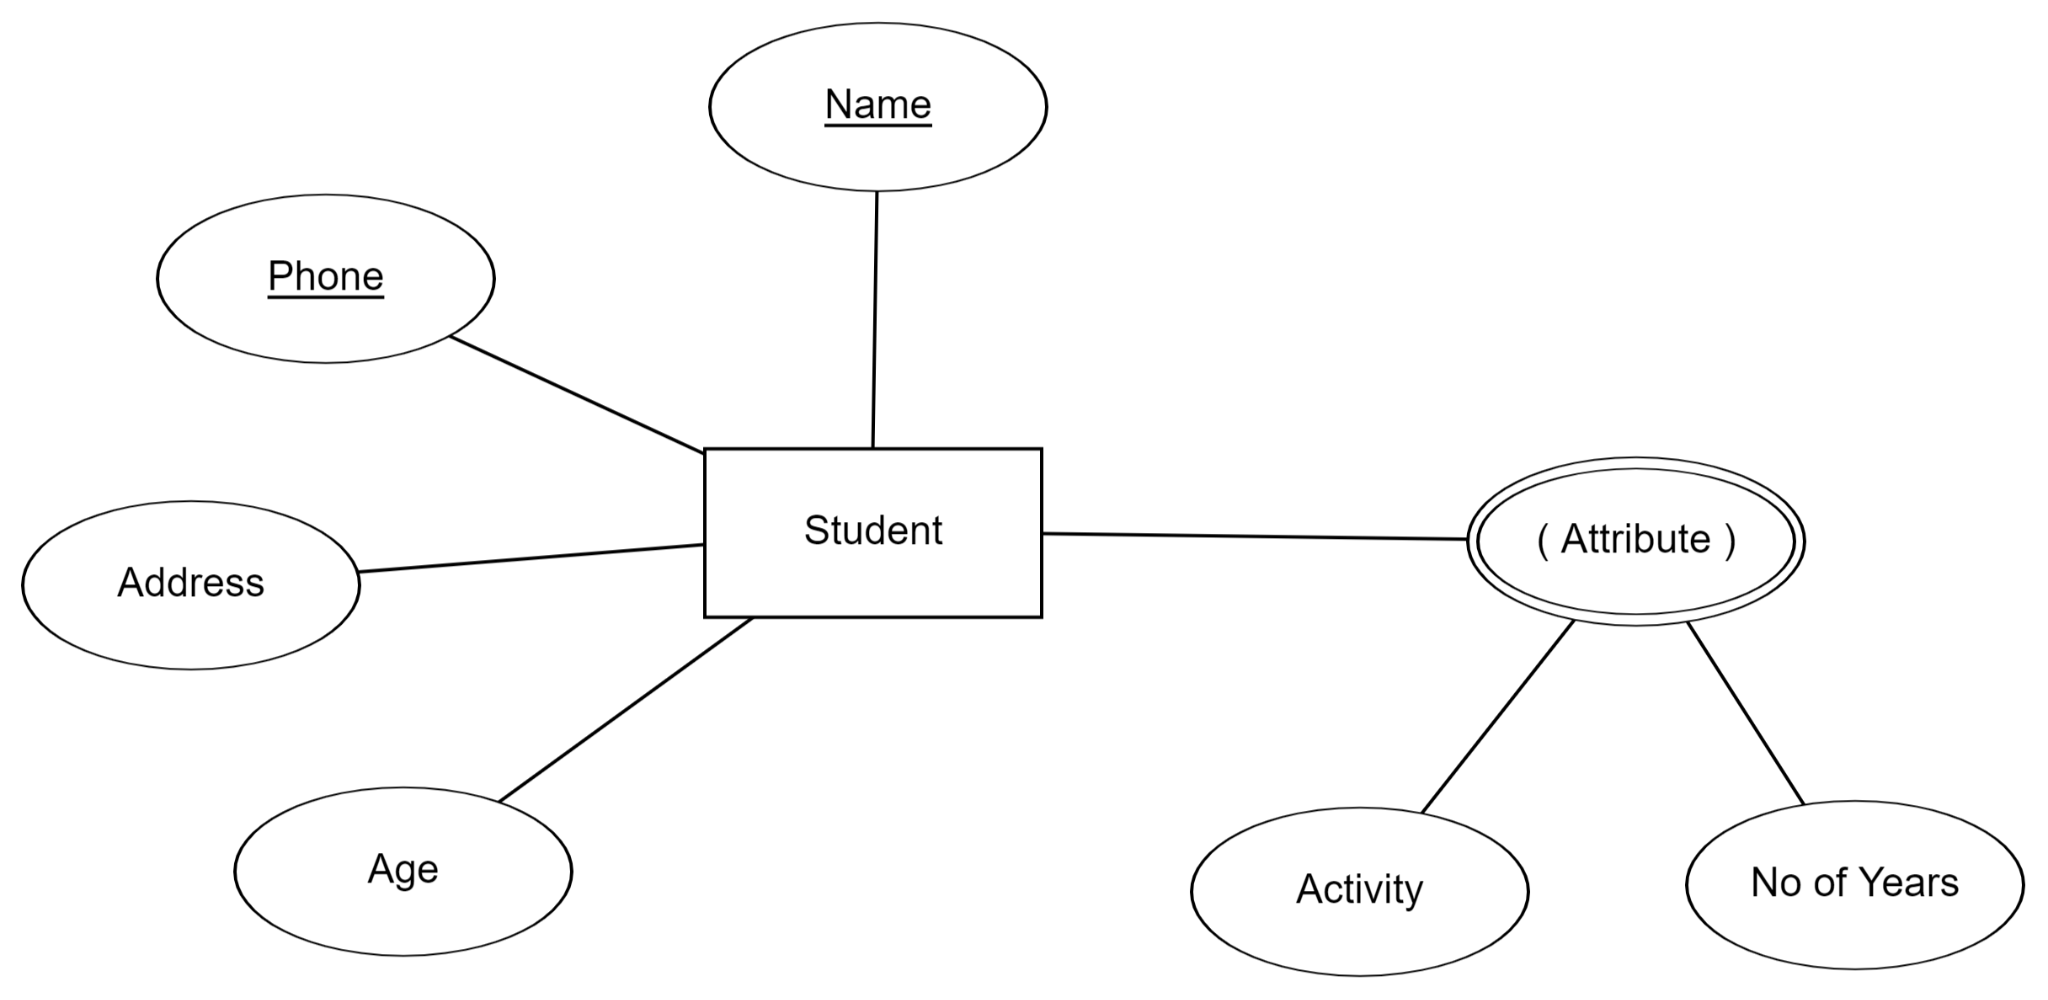 Name
Phone
Student
( Attribute )
Address
Age
Activity
No of Years